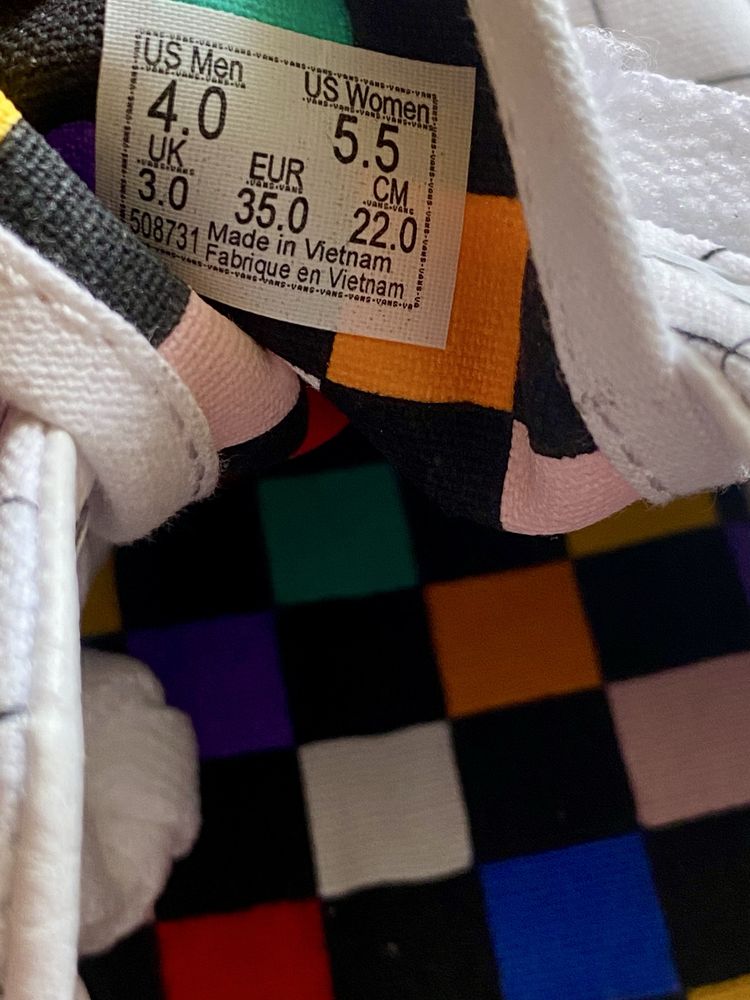 US Men US Women
4.0 5.5
UK EUR CM
3.0 35.0 22.0
508731 Made in Vietnam
Fabrique en Vietnam